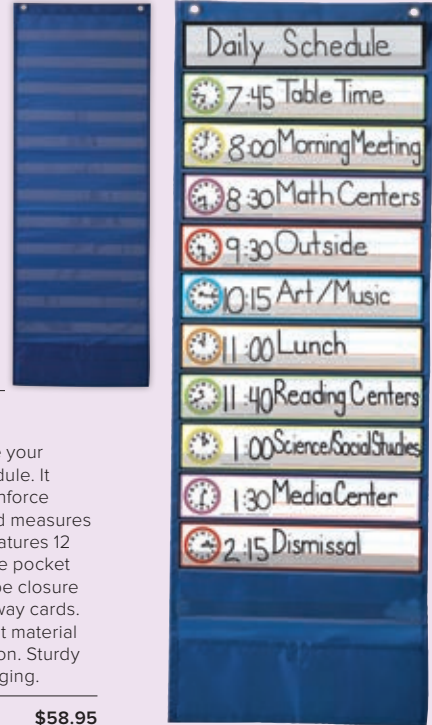 Daily Schedule
7:45 Table Time
8:00 Morning Meeting
8:30 Math Centers
9:30 Outside
10:15 Art/Music
11:00 Lunch
11:40 Reading Centers
1:00 Science/Social Studies
1:30 Media Center
2:15 Dismissal
your
dule. It
nforce
d measures
atures 12
e pocket
be closure
way cards.
t material
on. Sturdy
ging.
$58.95